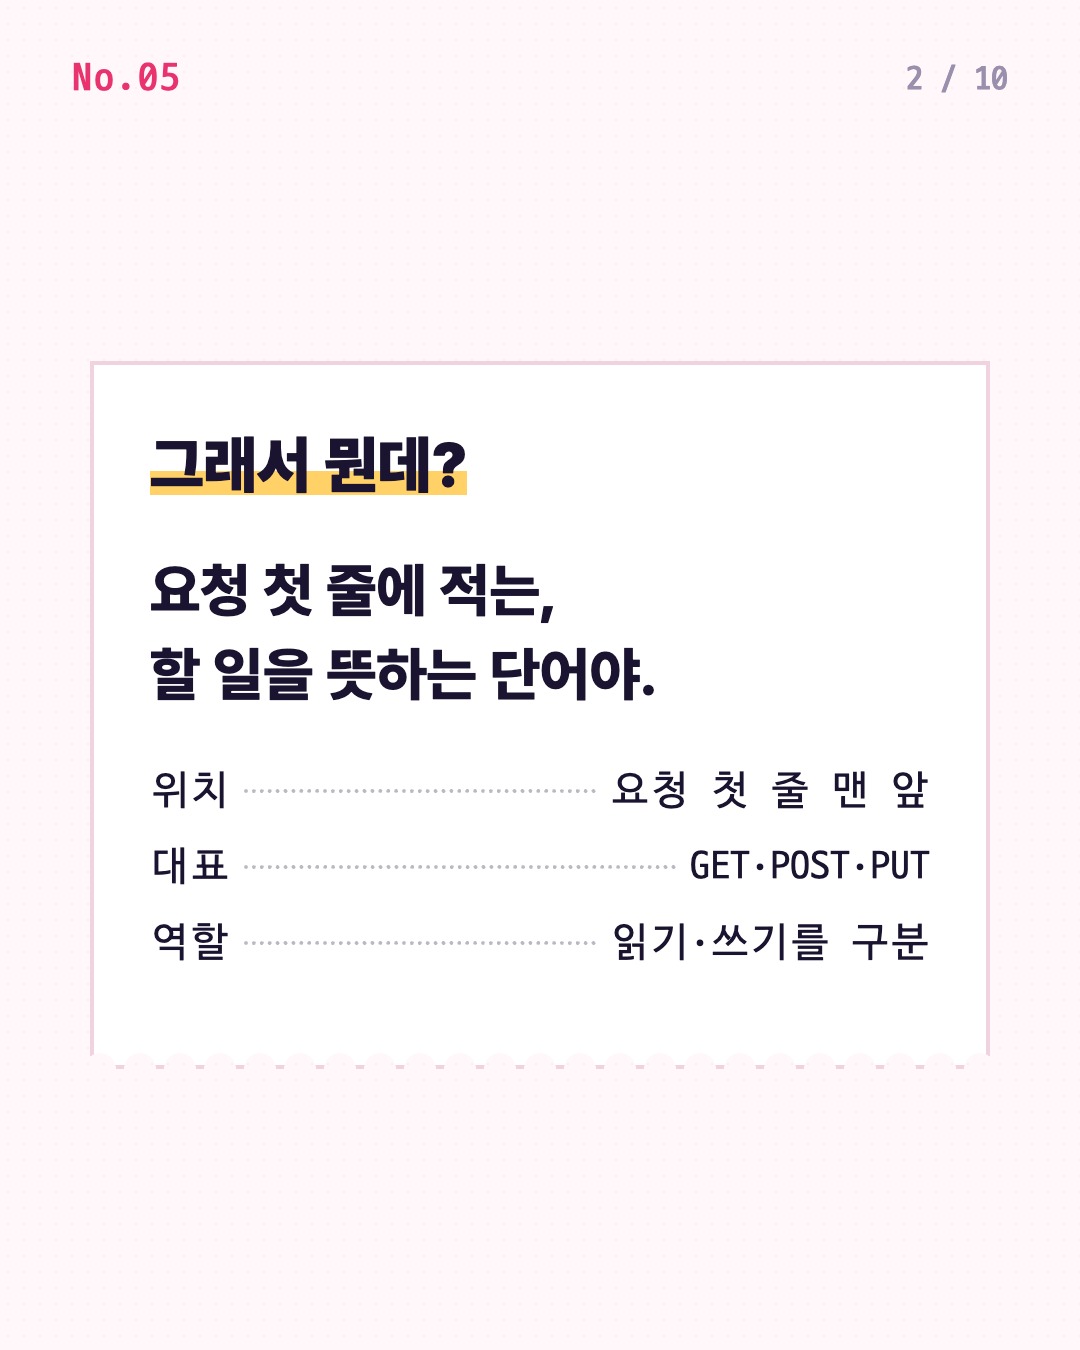 No.05
2 / 10
그래서 뭔데?
요청 첫 줄에 적는,
할 일을 뜻하는 단어야.
위치 요청 첫 줄 맨 앞
대표 GET·POST·PUT
역할 읽기·쓰기를 구분